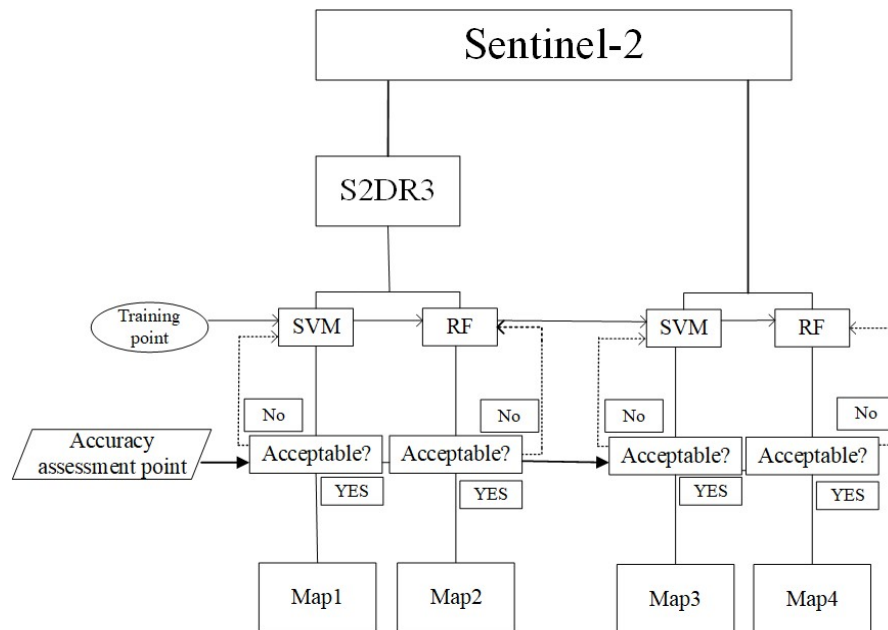 Sentinel-2
S2DR3
Training
point
SVM
RF
SVM
RF
No
No
No
No
Accuracy
assessment point
Acceptable?
Acceptable?
Acceptable?
Acceptable?
YES
YES
YES
YES
Map1
Map2
Map3
Map4